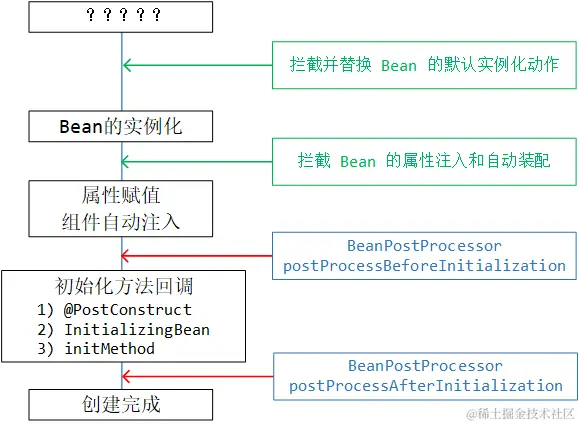 ？？？？？
拦截并替换 Bean 的默认实例化动作
Bean的实例化
拦截 Bean 的属性注入和自动装配
属性赋值
组件自动注入
BeanPostProcessor
postProcessBeforeInitialization
初始化方法回调
1) @PostConstruct
2) InitializingBean
3) initMethod
BeanPostProcessor
postProcessAfterInitialization
创建完成
@稀土掘金技术社区